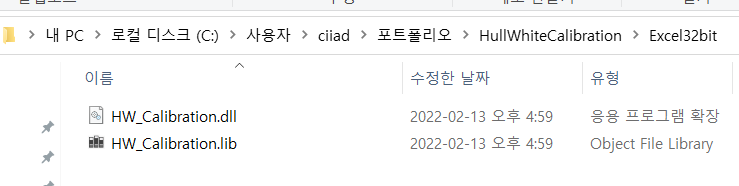 내 PC > 로컬 디스크 (C:) > 사용자 > ciiad > 포트폴리오 > HullWhiteCalibration > Excel32bit
이름 수정한 날짜 유형
HW_Calibration.dll 2022-02-13 오후 4:59 응용 프로그램 확장
HW_Calibration.lib 2022-02-13 오후 4:59 Object File Library